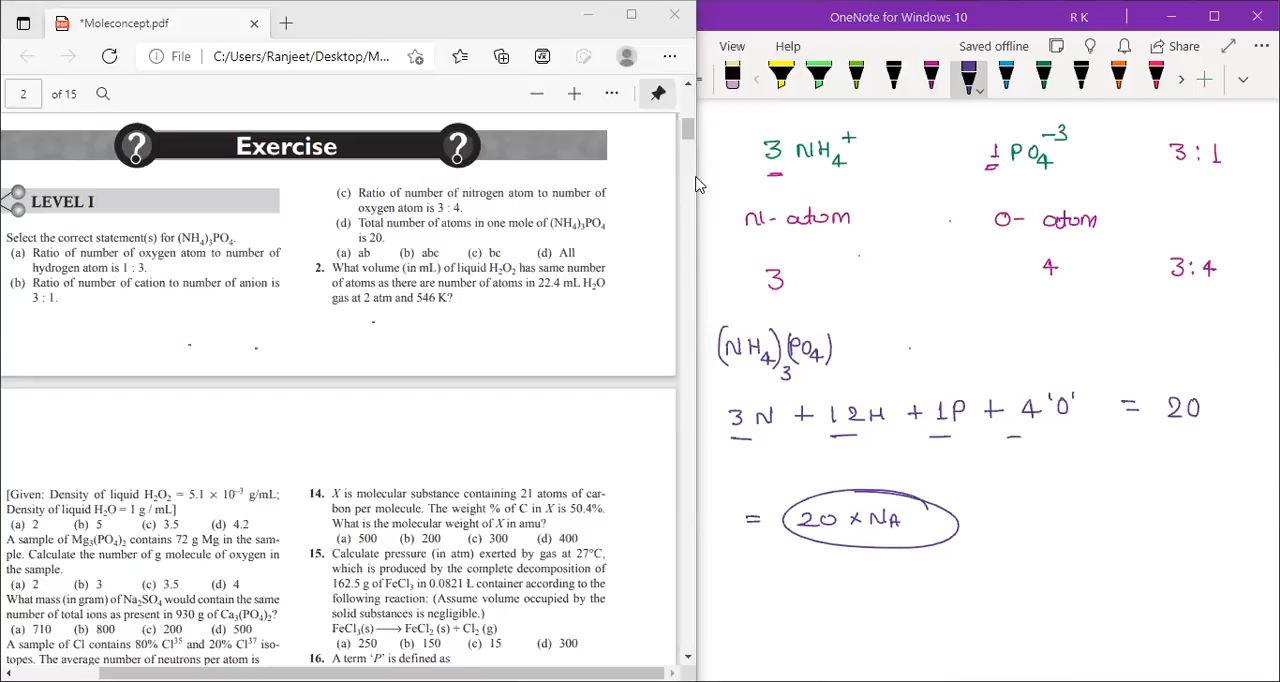 *Moleconcept.pdf
File C:/Users/Ranjeet/Desktop/M...
2 of 15
Exercise
LEVEL I
Select the correct statement(s) for (NH₄)₃PO₄.
(a) Ratio of number of oxygen atom to number of
hydrogen atom is 1 : 3.
(b) Ratio of number of cation to number of anion is
3 : 1.
(c) Ratio of number of nitrogen atom to number of
oxygen atom is 3 : 4.
(d) Total number of atoms in one mole of (NH₄)₃PO₄
is 20.
(a) ab (b) abc (c) bc (d) All
2. What volume (in mL) of liquid H₂O₂ has same number
of atoms as there are number of atoms in 22.4 mL H₂O
gas at 2 atm and 546 K?
[Given: Density of liquid H₂O₂ = 5.1 × 10⁻³ g/mL;
Density of liquid H₂O = 1 g / mL]
(a) 2 (b) 5 (c) 3.5 (d) 4.2
A sample of Mg₃(PO₄)₂ contains 72 g Mg in the sam-
ple. Calculate the number of g molecule of oxygen in
the sample.
(a) 2 (b) 3 (c) 3.5 (d) 4
What mass (in gram) of Na₂SO₄ would contain the same
number of total ions as present in 930 g of Ca₃(PO₄)₂?
(a) 710 (b) 800 (c) 200 (d) 500
A sample of Cl contains 80% Cl³⁵ and 20% Cl³⁷ iso-
topes. The average number of neutrons per atom is
14. X is molecular substance containing 21 atoms of car-
bon per molecule. The weight % of C in X is 50.4%.
What is the molecular weight of X in amu?
(a) 500 (b) 200 (c) 300 (d) 400
15. Calculate pressure (in atm) exerted by gas at 27°C,
which is produced by the complete decomposition of
162.5 g of FeCl₃ in 0.0821 L container according to the
following reaction: (Assume volume occupied by the
solid substances is negligible.)
FeCl₃(s) ⟶ FeCl₂ (s) + Cl₂ (g)
(a) 250 (b) 150 (c) 15 (d) 300
16. A term ‘P’ is defined as
OneNote for Windows 10 R K
View Help Saved offline Share
3 NH₄⁺ 1 PO₄⁻³ 3 : 1
N - atom O - atom
3 4 3 : 4
(NH₄)₃(PO₄)
3 N + 12H + 1P + 4 'O' = 20
= 20 × NA